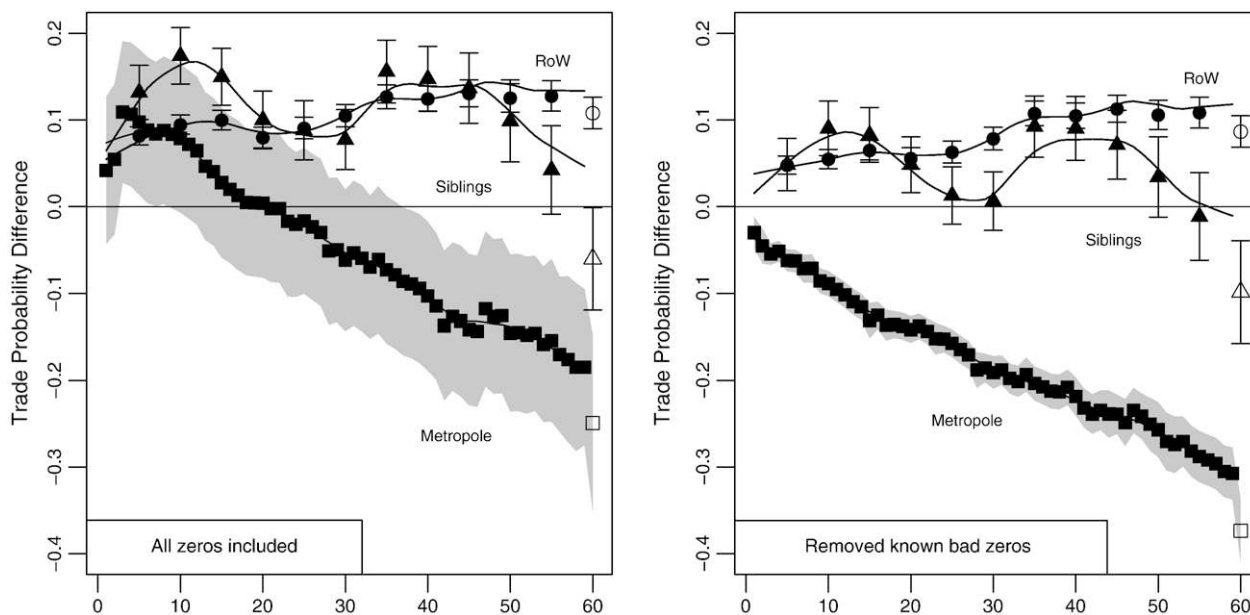 Trade Probability Difference
0.2
0.1
0.0
−0.1
−0.2
−0.3
−0.4
RoW
Siblings
Metropole
All zeros included
0 10 20 30 40 50 60
Trade Probability Difference
0.2
0.1
0.0
−0.1
−0.2
−0.3
−0.4
RoW
Siblings
Metropole
Removed known bad zeros
0 10 20 30 40 50 60